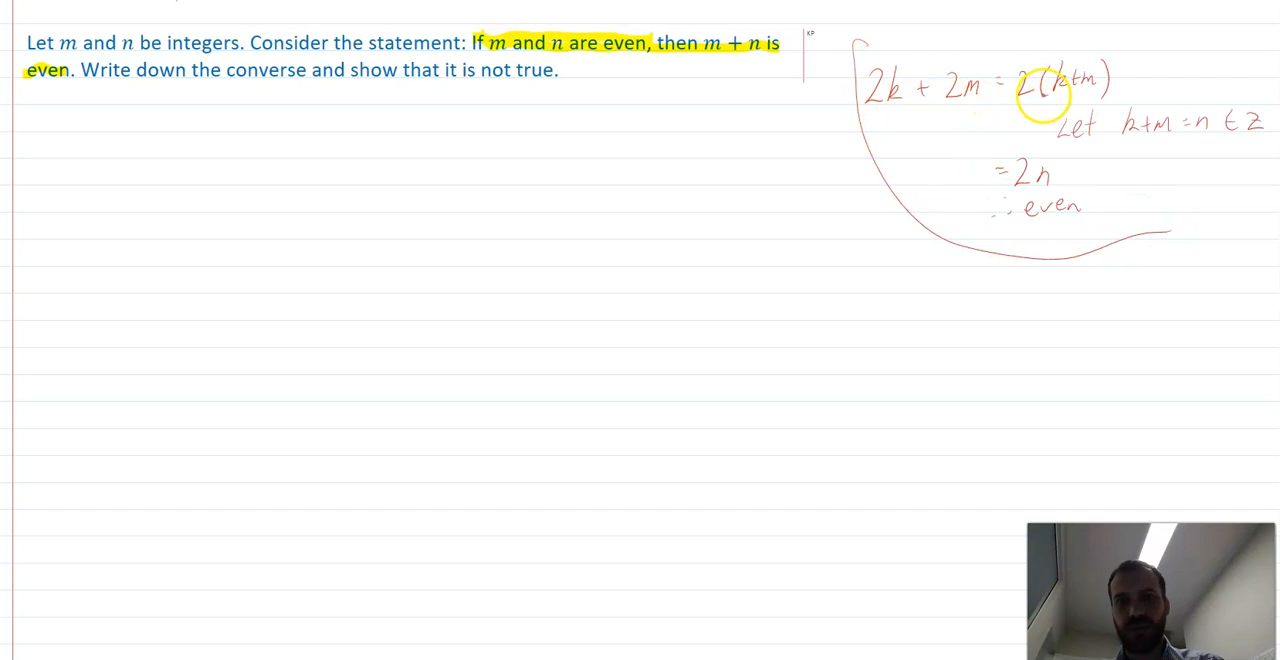 Let m and n be integers. Consider the statement: If m and n are even, then m + n is
even. Write down the converse and show that it is not true.
KP
2k + 2m = 2(k+m)
Let k+m = n ∈ Z
= 2n
∴ even